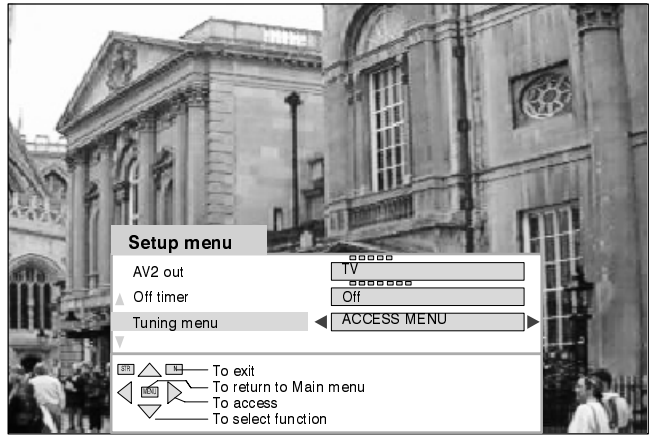 Setup menu
AV2 out TV
Off timer Off
Tuning menu ACCESS MENU
STR N To exit
MENU To return to Main menu
To access
To select function